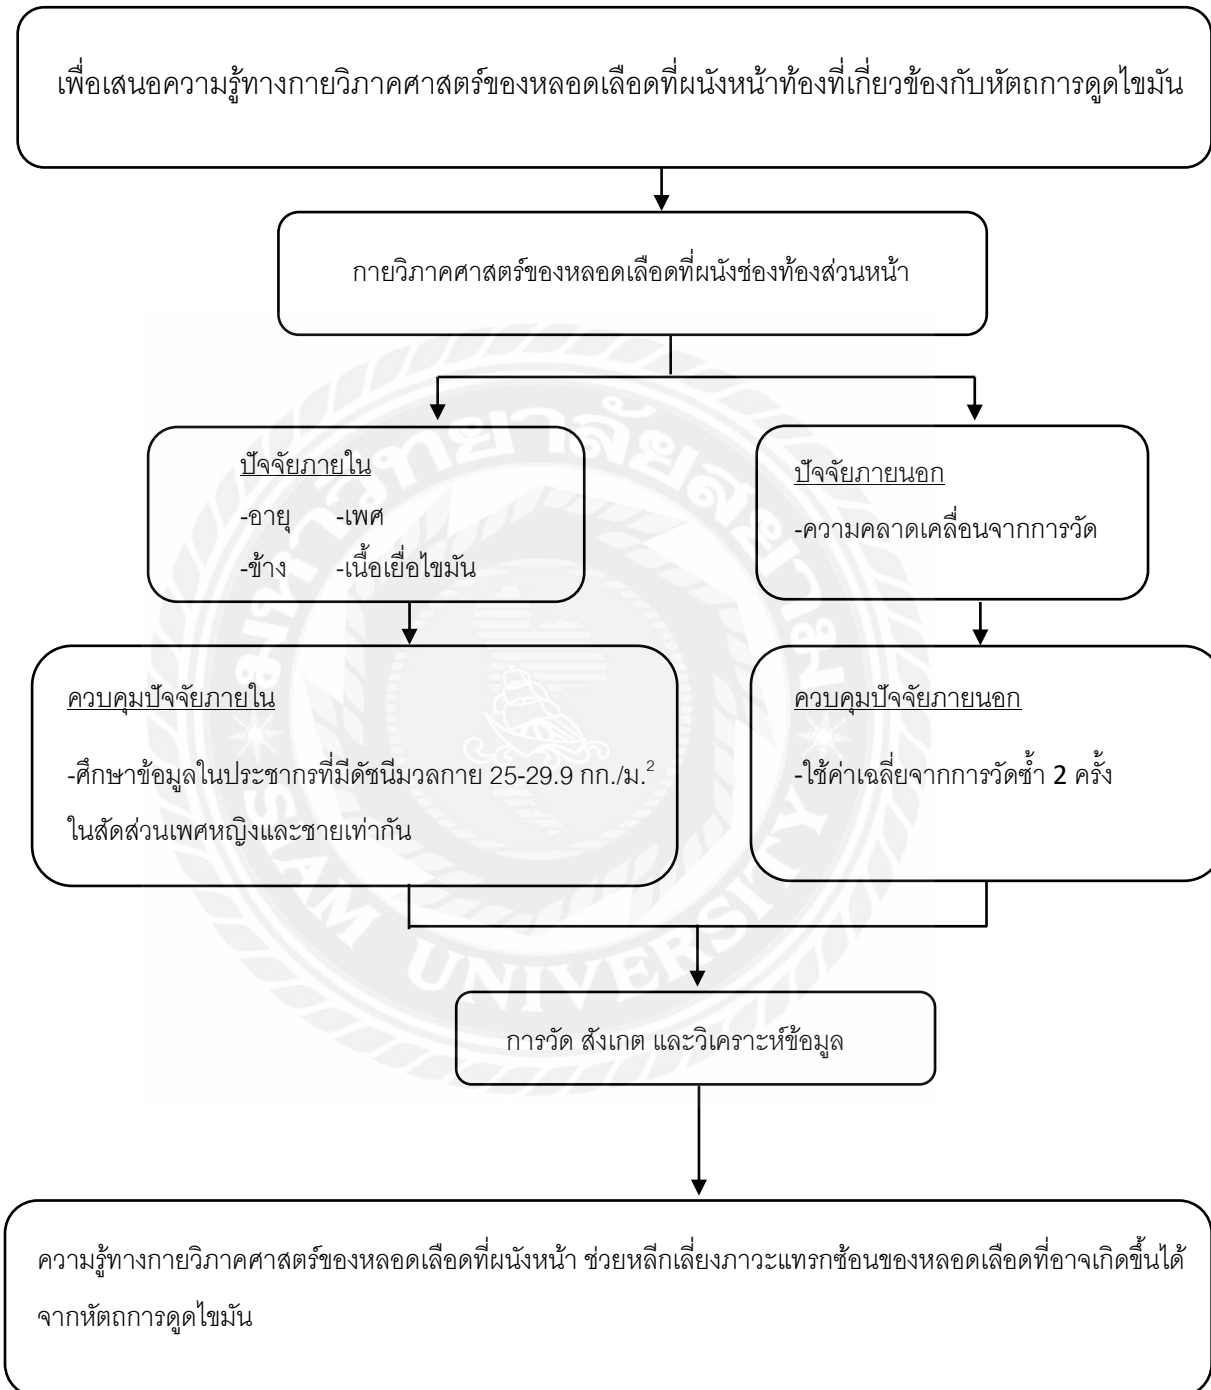 เพื่อเสนอความรู้ทางกายวิภาคศาสตร์ของหลอดเลือดที่ผนังหน้าท้องที่เกี่ยวข้องกับหัตถการดูดไขมัน
กายวิภาคศาสตร์ของหลอดเลือดที่ผนังช่องท้องส่วนหน้า
ปัจจัยภายใน
-อายุ -เพศ
-ข้าง -เนื้อเยื่อไขมัน
ปัจจัยภายนอก
-ความคลาดเคลื่อนจากการวัด
ควบคุมปัจจัยภายใน
-ศึกษาข้อมูลในประชากรที่มีดัชนีมวลกาย 25-29.9 กก./ม.²
ในสัดส่วนเพศหญิงและชายเท่ากัน
ควบคุมปัจจัยภายนอก
-ใช้ค่าเฉลี่ยจากการวัดซ้ำ 2 ครั้ง
การวัด สังเกต และวิเคราะห์ข้อมูล
ความรู้ทางกายวิภาคศาสตร์ของหลอดเลือดที่ผนังหน้า ช่วยหลีกเลี่ยงภาวะแทรกซ้อนของหลอดเลือดที่อาจเกิดขึ้นได้
จากหัตถการดูดไขมัน
มหาวิทยาลัยสยาม
SIAM UNIVERSITY